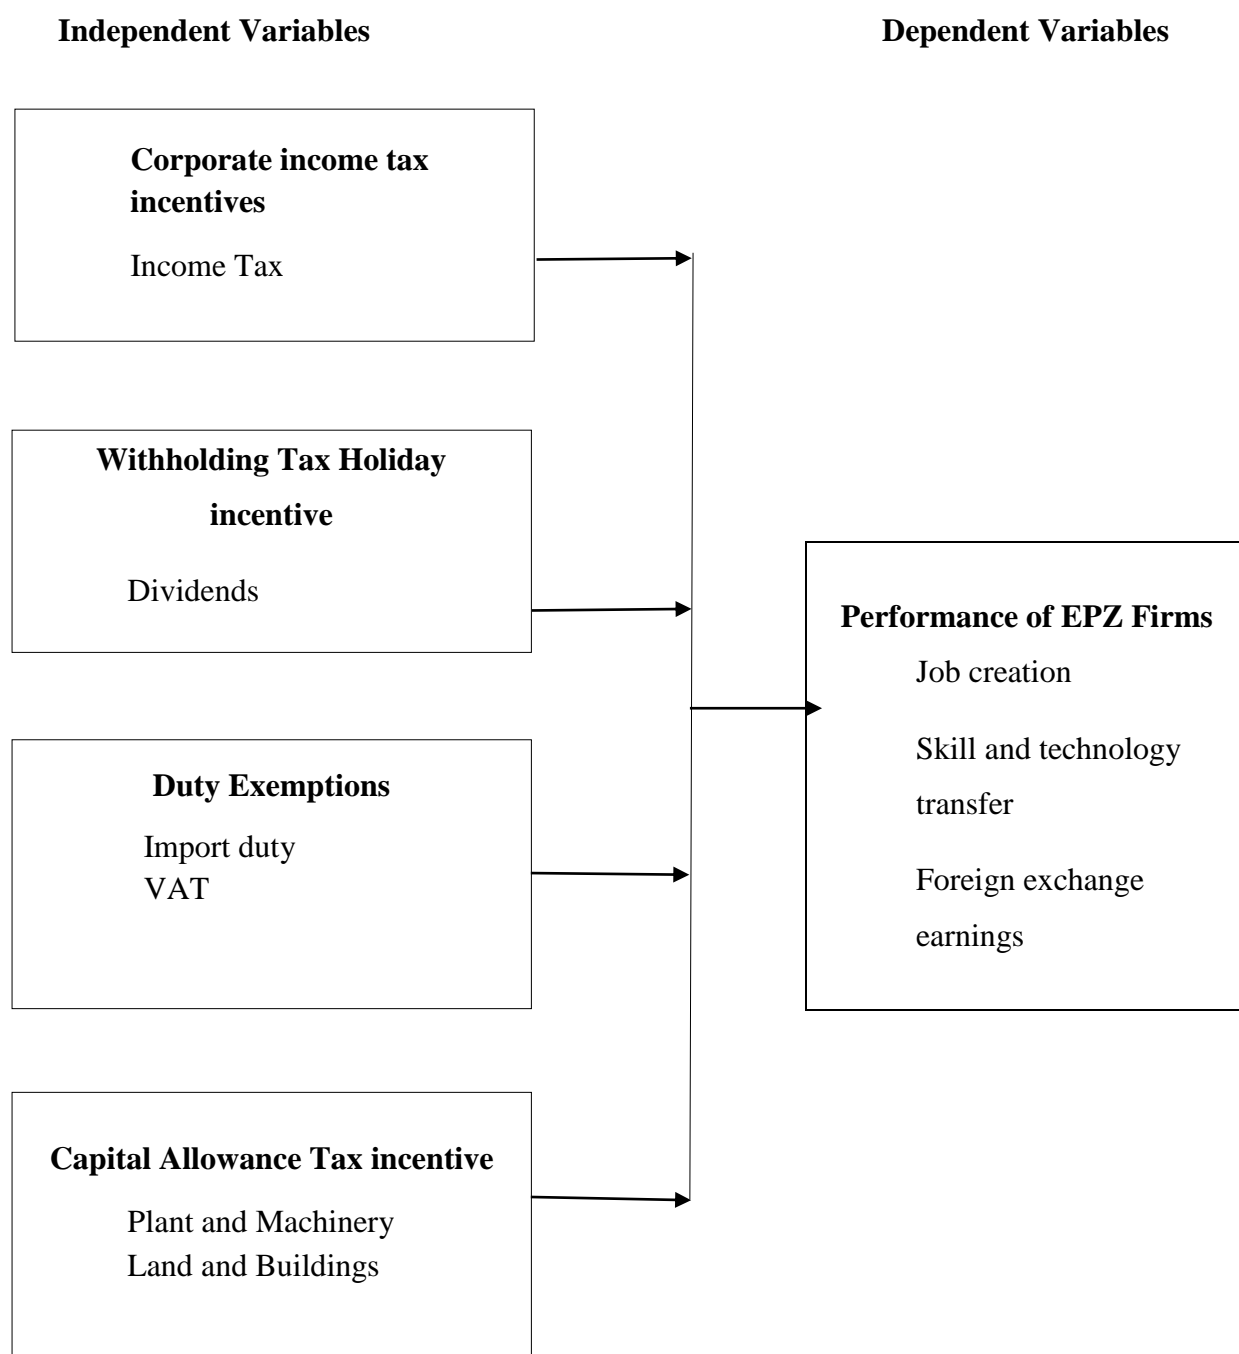 Independent Variables
Dependent Variables
Corporate income tax
incentives
Income Tax
Withholding Tax Holiday
incentive
Dividends
Duty Exemptions
Import duty
VAT
Capital Allowance Tax incentive
Plant and Machinery
Land and Buildings
Performance of EPZ Firms
Job creation
Skill and technology
transfer
Foreign exchange
earnings